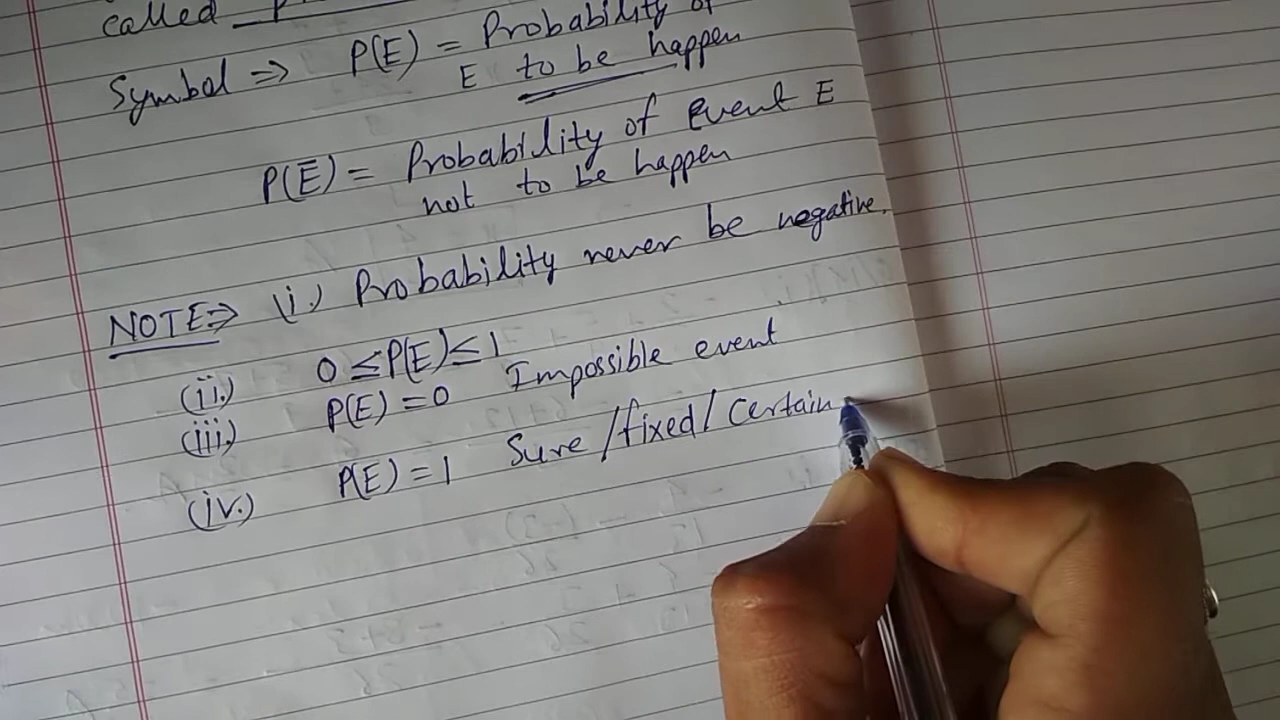 called
Symbol ⇒ P(E) = Probability of
E to be happen
P(Ē) = Probability of event E
not to be happen
NOTE⇒ (i.) Probability never be negative.
(ii.) 0 ≤ P(E) ≤ 1
(iii.) P(E) = 0 Impossible event
(iv.) P(E) = 1 Sure /fixed/ Certain